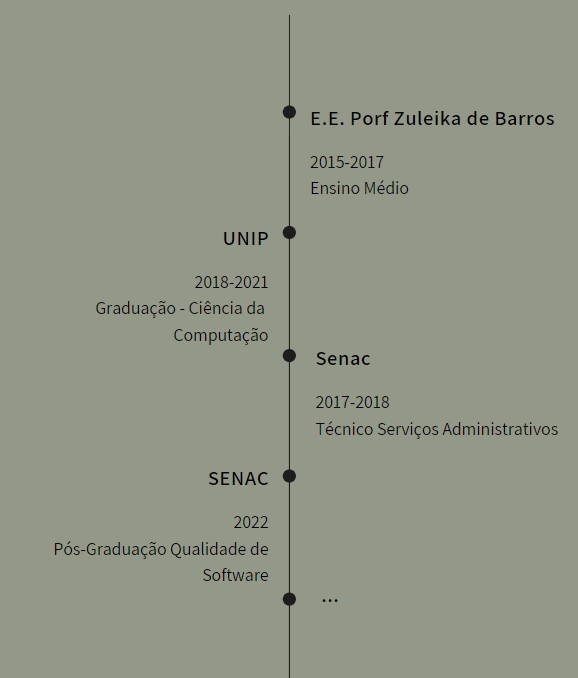 E.E. Porf Zuleika de Barros
2015-2017
Ensino Médio
UNIP
2018-2021
Graduação - Ciência da
Computação
Senac
2017-2018
Técnico Serviços Administrativos
SENAC
2022
Pós-Graduação Qualidade de
Software
...